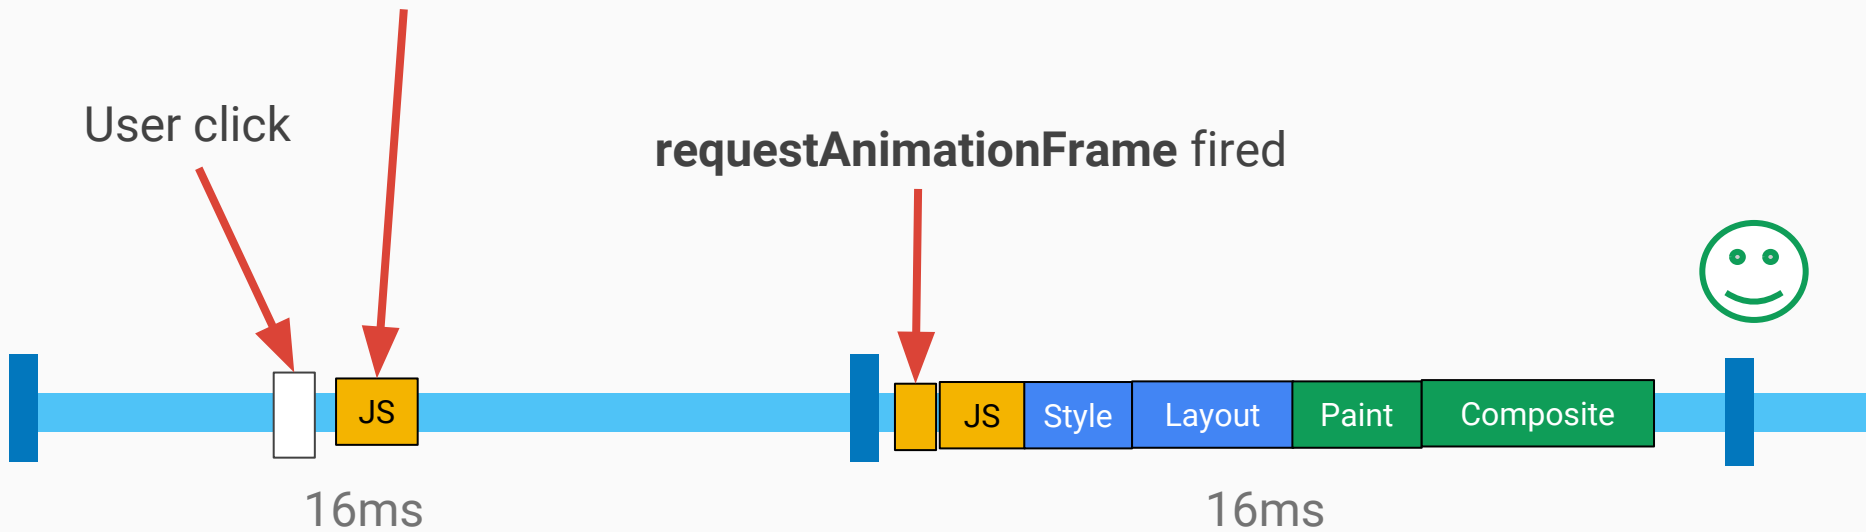 User click
requestAnimationFrame fired
JS
JS
Style
Layout
Paint
Composite
16ms
16ms